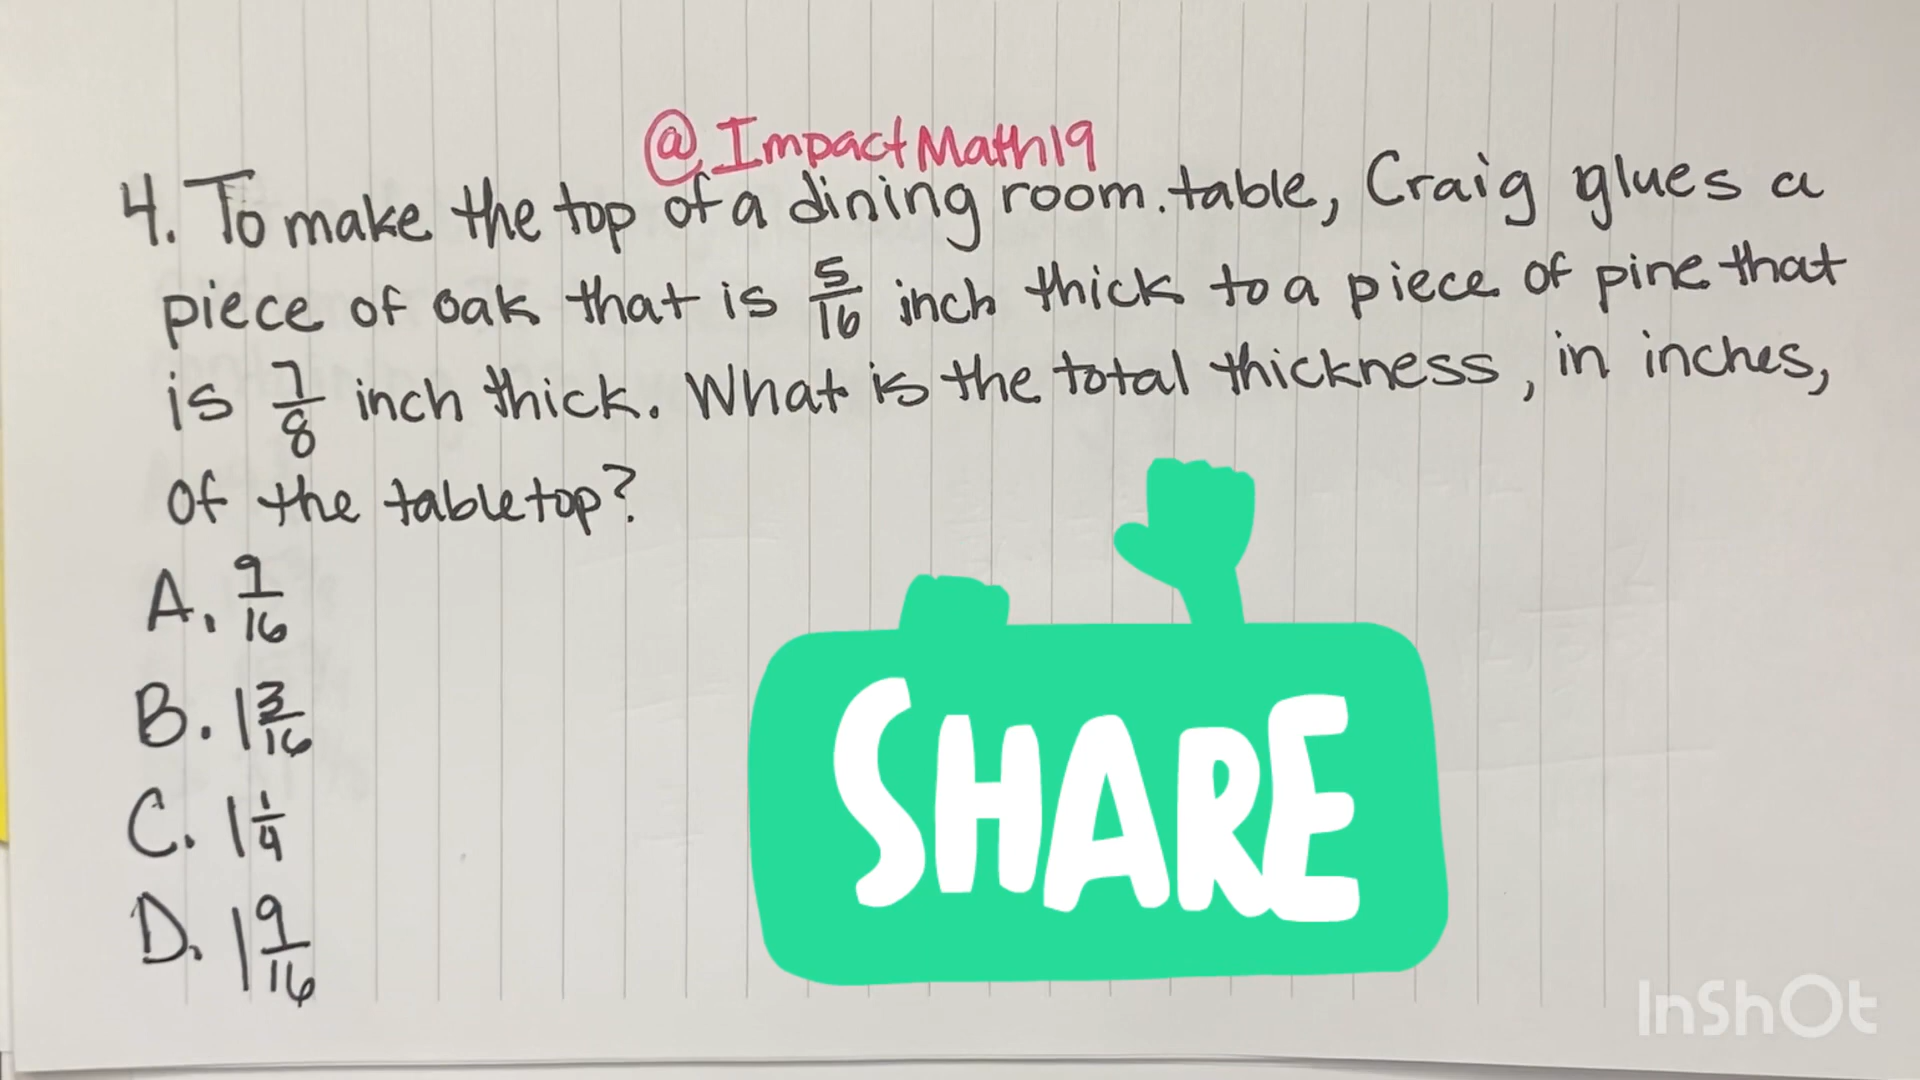 @ImpactMath19
4. To make the top of a dining room.table, Craig glues a
piece of oak that is 5/16 inch thick to a piece of pine that
is 7/8 inch thick. What is the total thickness, in inches,
of the tabletop?
A. 9/16
B. 1 3/16
C. 1 1/4
D. 1 9/16
SHARE
InShOt